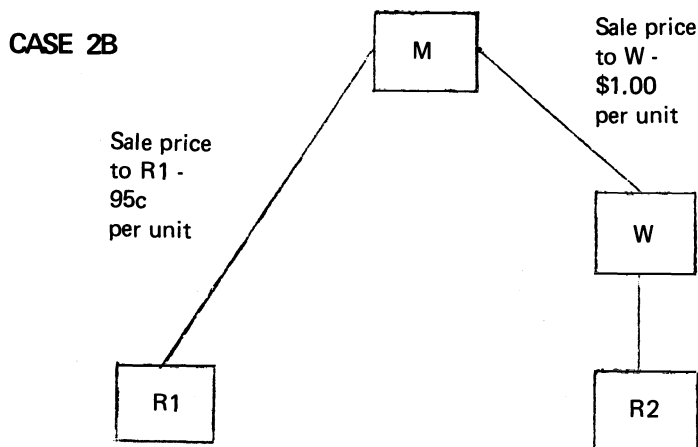 CASE 2B
M
Sale price
to W -
$1.00
per unit
Sale price
to R1 -
95c
per unit
W
R1
R2